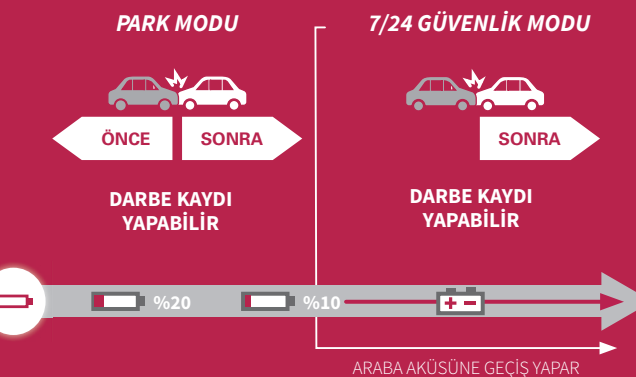 PARK MODU
ÖNCE
SONRA
DARBE KAYDI
YAPABİLİR
7/24 GÜVENLİK MODU
SONRA
DARBE KAYDI
YAPABİLİR
%20
%10
ARABA AKÜSÜNE GEÇİŞ YAPAR